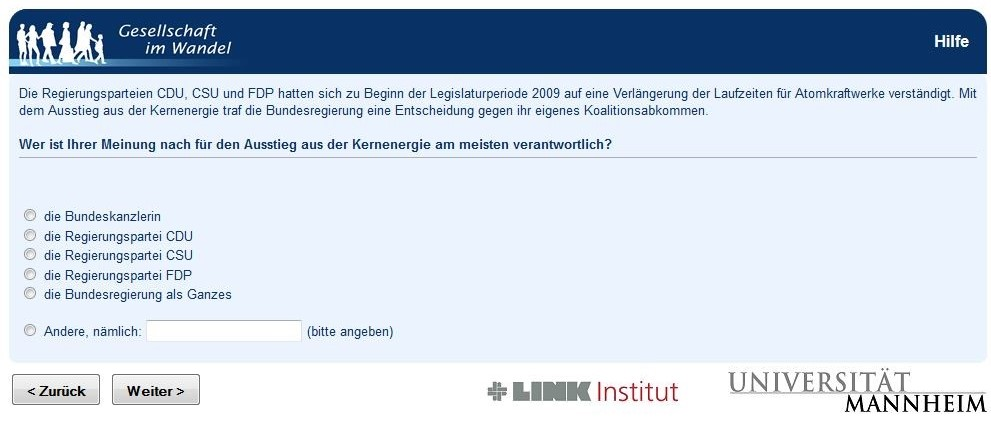 Gesellschaft
im Wandel
Hilfe
Die Regierungsparteien CDU, CSU und FDP hatten sich zu Beginn der Legislaturperiode 2009 auf eine Verlängerung der Laufzeiten für Atomkraftwerke verständigt. Mit
dem Ausstieg aus der Kernenergie traf die Bundesregierung eine Entscheidung gegen ihr eigenes Koalitionsabkommen.
Wer ist Ihrer Meinung nach für den Ausstieg aus der Kernenergie am meisten verantwortlich?
die Bundeskanzlerin
die Regierungspartei CDU
die Regierungspartei CSU
die Regierungspartei FDP
die Bundesregierung als Ganzes
Andere, nämlich: (bitte angeben)
< Zurück Weiter >
LINK Institut
UNIVERSITÄT
MANNHEIM